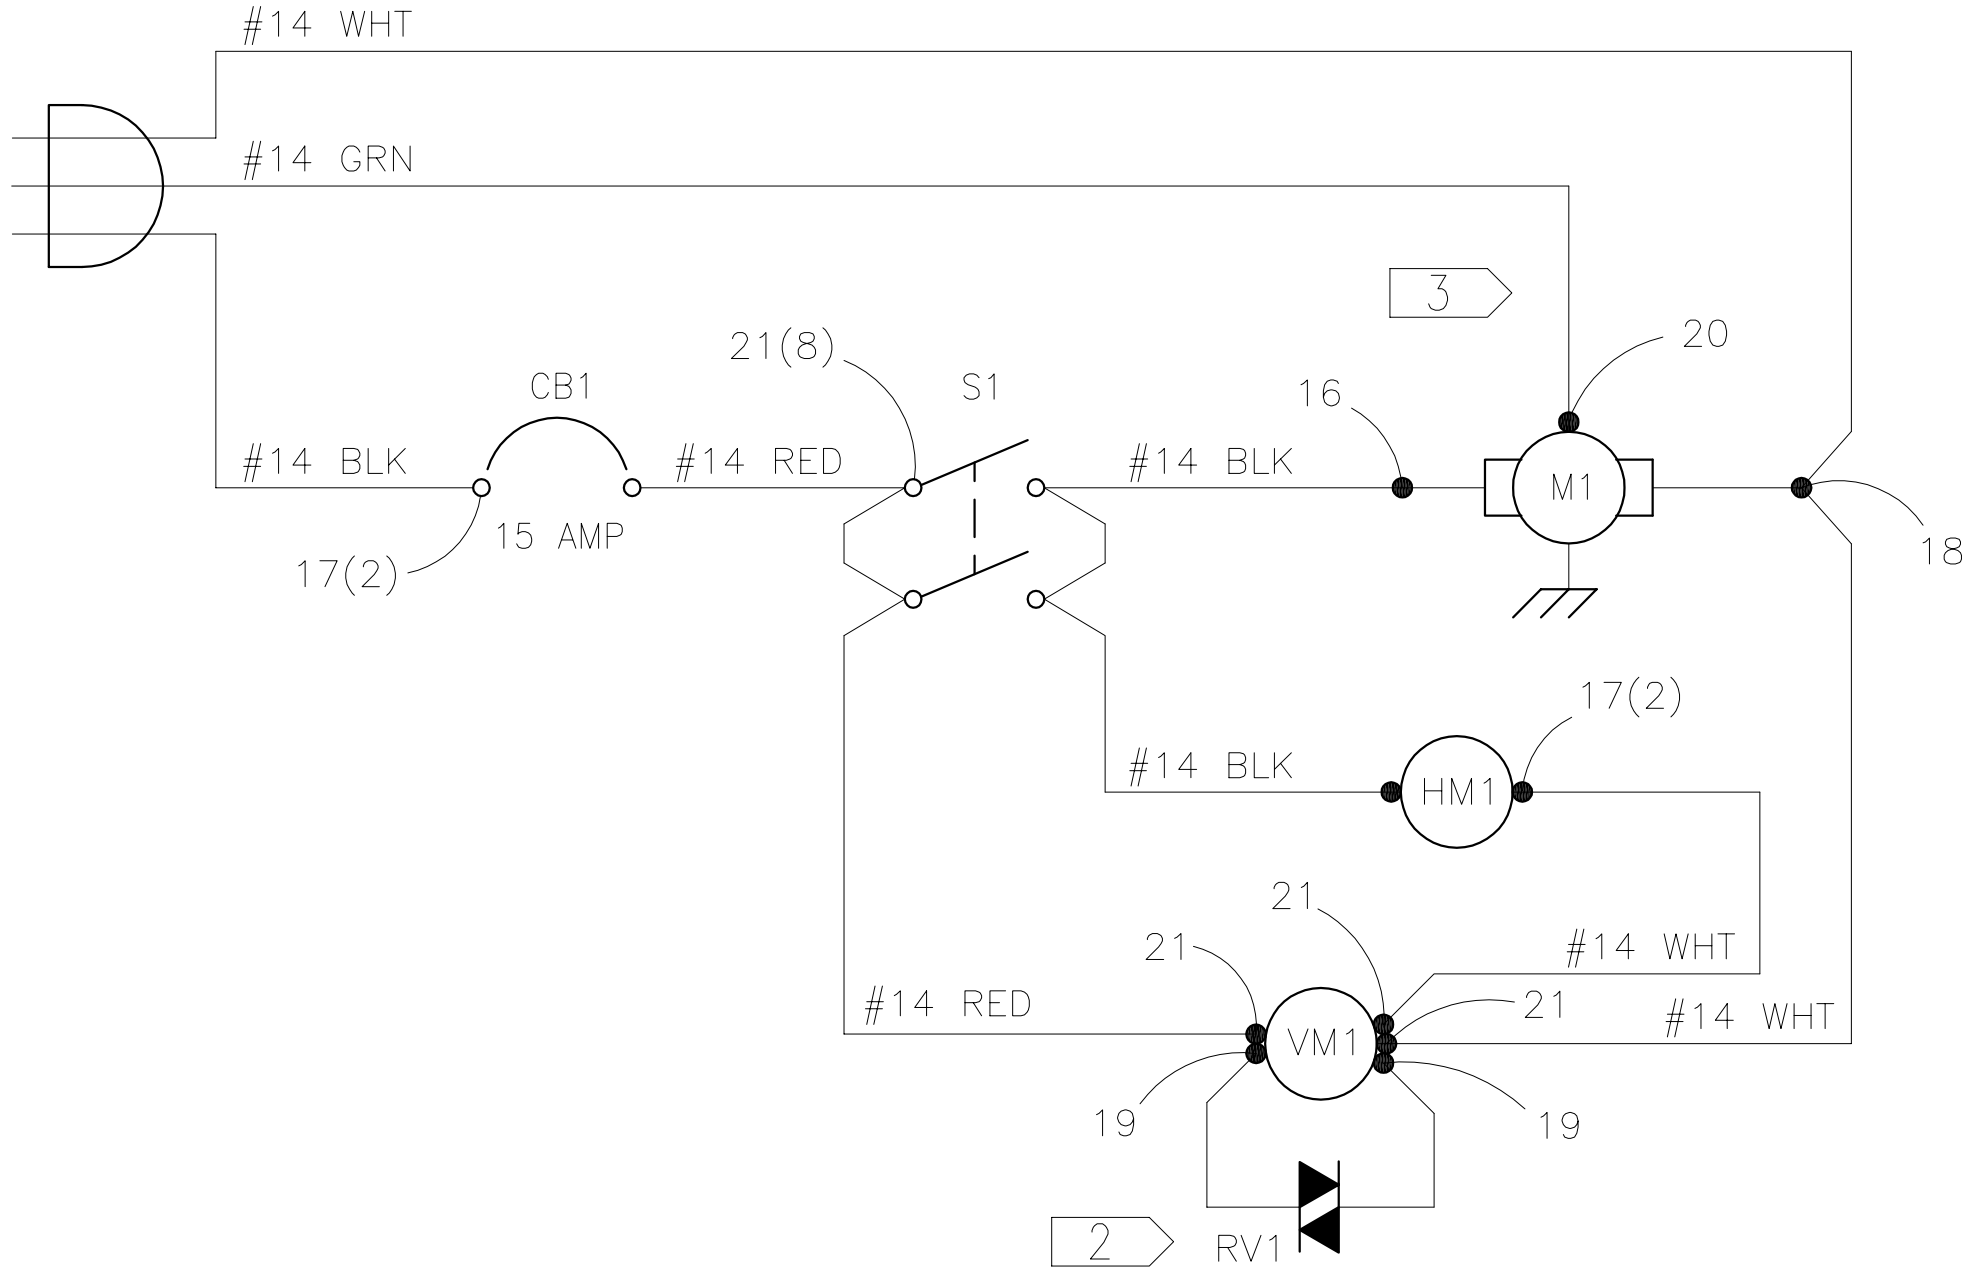 #14 WHT
#14 GRN
3
20
21(8)
CB1
S1
16
#14 BLK
#14 RED
#14 BLK
M1
15 AMP
17(2)
18
17(2)
#14 BLK
HM1
21
21
#14 WHT
#14 RED
21
#14 WHT
VM1
19
19
2
RV1